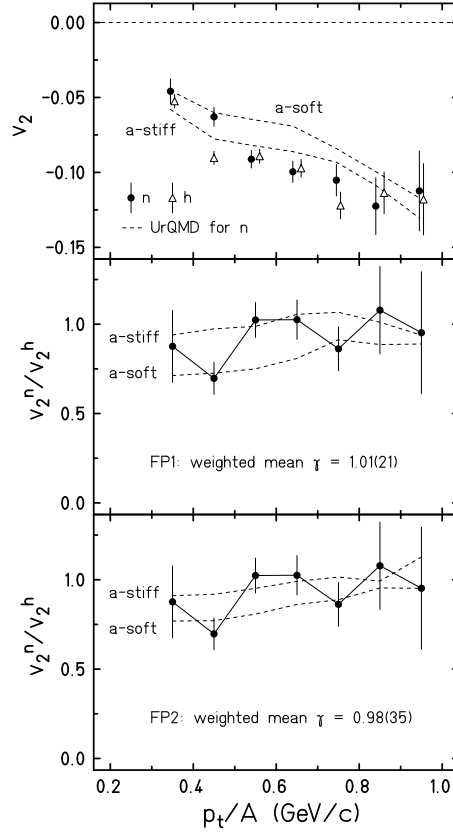 0.00
-0.05
-0.10
-0.15
v2
a-soft
a-stiff
n h
UrQMD for n
1.0
0.5
0.0
v2n/v2h
a-stiff
a-soft
FP1: weighted mean γ = 1.01(21)
1.0
0.5
0.0
v2n/v2h
a-stiff
a-soft
FP2: weighted mean γ = 0.98(35)
0.2 0.4 0.6 0.8 1.0
pt/A (GeV/c)